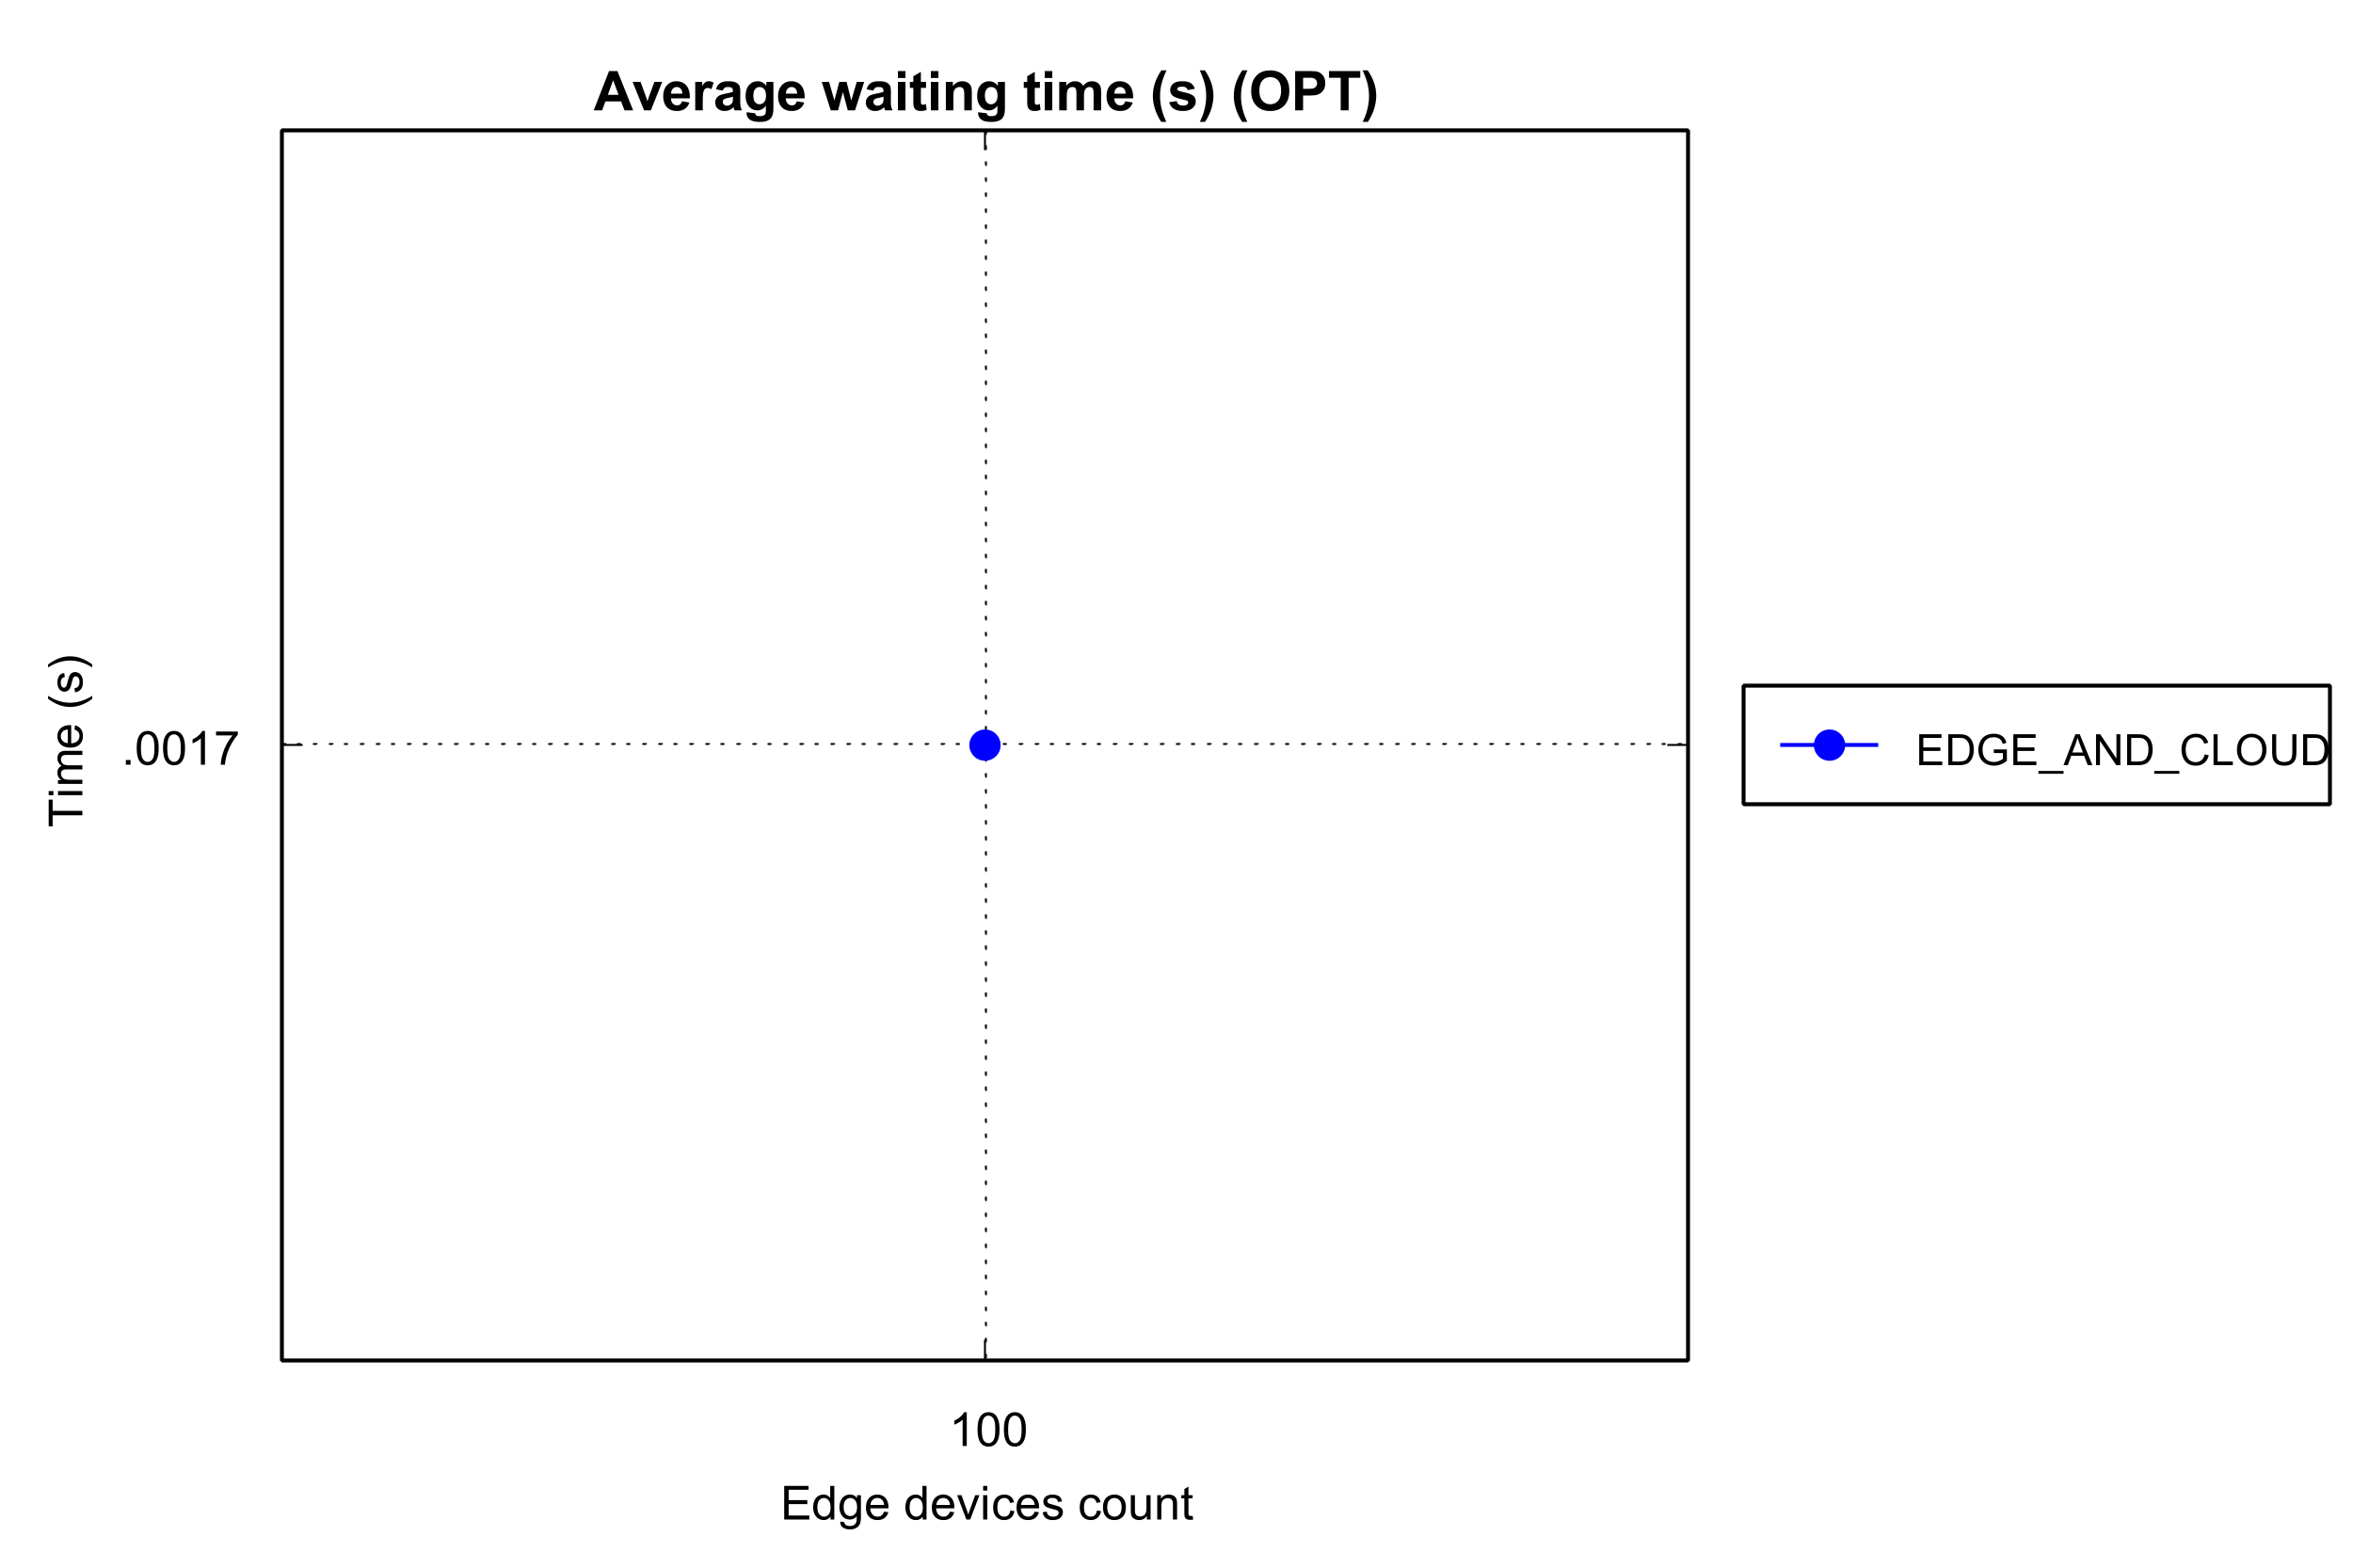 Average waiting time (s) (OPT)
Time (s)
.0017
EDGE_AND_CLOUD
100
Edge devices count